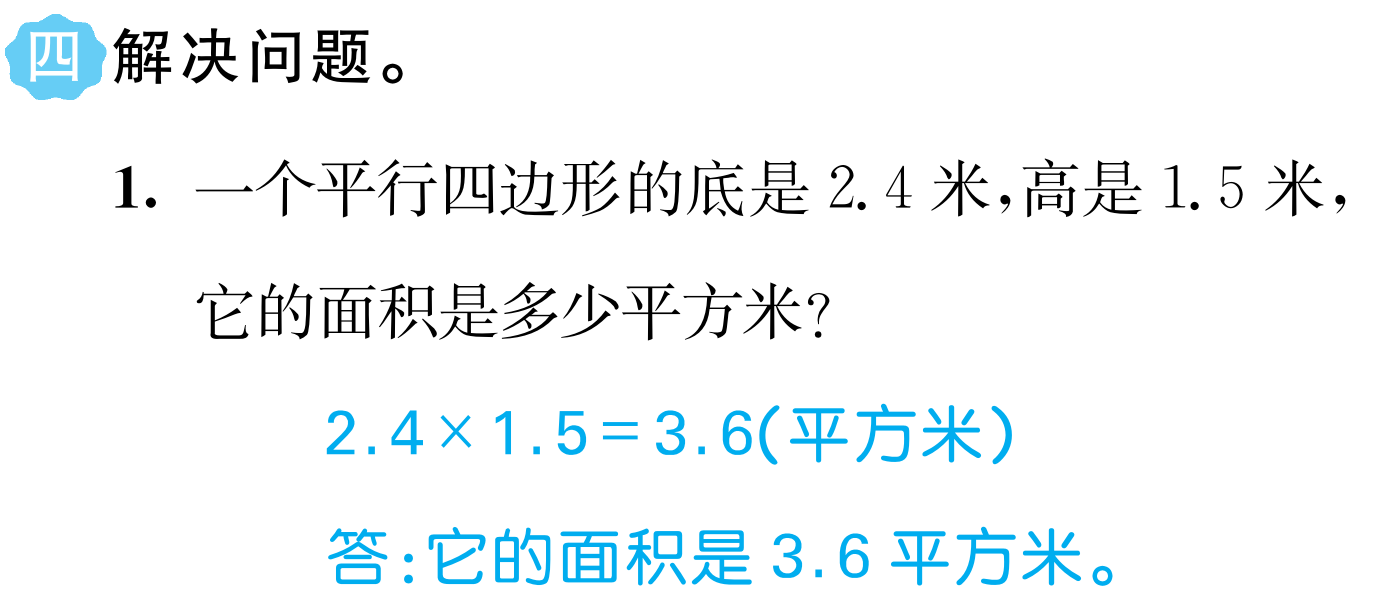 四 解决问题。
1. 一个平行四边形的底是 2.4 米,高是 1.5 米,
它的面积是多少平方米?
2.4×1.5=3.6(平方米)
答:它的面积是 3.6 平方米。